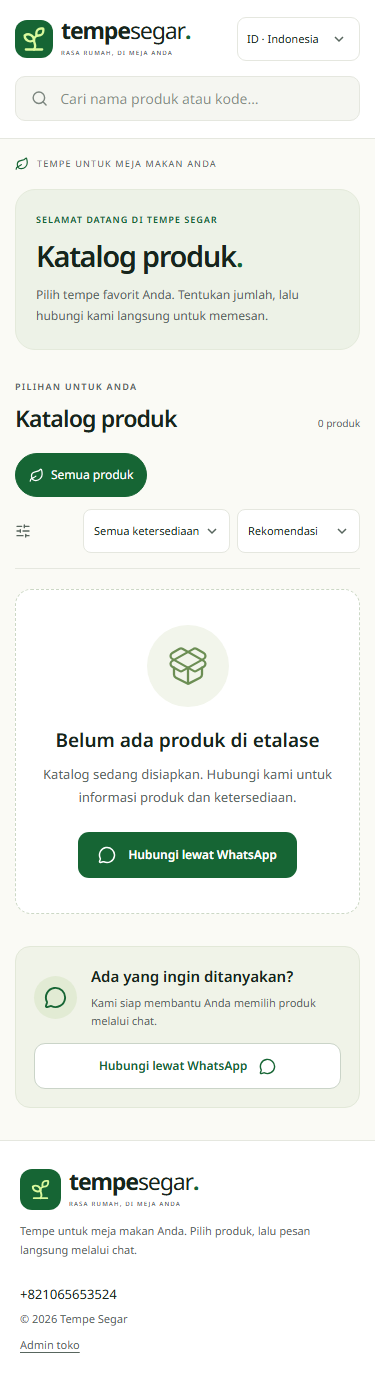 tempesegar.
RASA RUMAH, DI MEJA ANDA
ID · Indonesia
Cari nama produk atau kode...
TEMPE UNTUK MEJA MAKAN ANDA
SELAMAT DATANG DI TEMPE SEGAR
Katalog produk.
Pilih tempe favorit Anda. Tentukan jumlah, lalu
hubungi kami langsung untuk memesan.
PILIHAN UNTUK ANDA
Katalog produk
0 produk
Semua produk
Semua ketersediaan
Rekomendasi
Belum ada produk di etalase
Katalog sedang disiapkan. Hubungi kami untuk
informasi produk dan ketersediaan.
Hubungi lewat WhatsApp
Ada yang ingin ditanyakan?
Kami siap membantu Anda memilih produk
melalui chat.
Hubungi lewat WhatsApp
tempesegar.
RASA RUMAH, DI MEJA ANDA
Tempe untuk meja makan Anda. Pilih produk, lalu pesan
langsung melalui chat.
+821065653524
© 2026 Tempe Segar
Admin toko